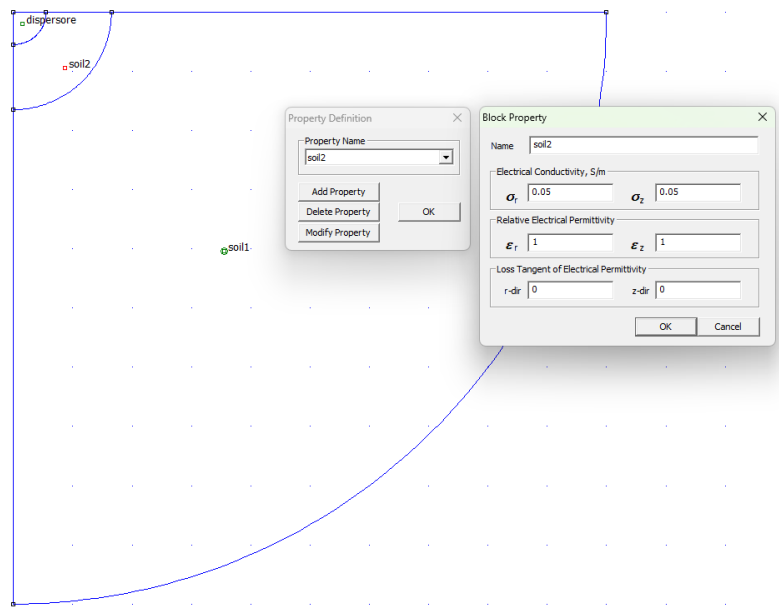 dispersore
soil2
soil1
Property Definition
Property Name
soil2
Add Property
Delete Property
OK
Modify Property
Block Property
Name soil2
Electrical Conductivity, S/m
σr 0.05 σz 0.05
Relative Electrical Permittivity
εr 1 εz 1
Loss Tangent of Electrical Permittivity
r-dir 0 z-dir 0
OK Cancel